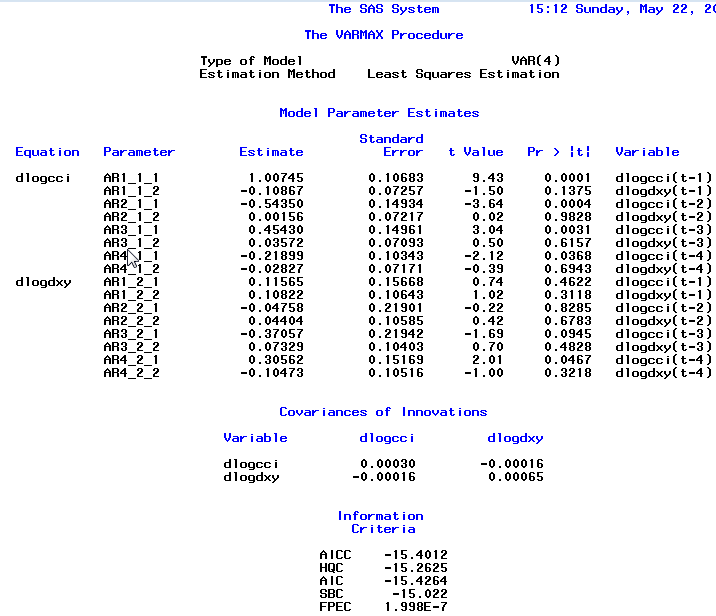 The SAS System 15:12 Sunday, May 22,
The VARMAX Procedure
Type of Model VAR(4)
Estimation Method Least Squares Estimation
Model Parameter Estimates
Standard
Equation Parameter Estimate Error t Value Pr > |t| Variable
dlogcci AR1_1_1 1.00745 0.10683 9.43 0.0001 dlogcci(t-1)
AR1_1_2 -0.10867 0.07257 -1.50 0.1375 dlogdxy(t-1)
AR2_1_1 -0.54350 0.14934 -3.64 0.0004 dlogcci(t-2)
AR2_1_2 0.00156 0.07217 0.02 0.9828 dlogdxy(t-2)
AR3_1_1 0.45430 0.14961 3.04 0.0031 dlogcci(t-3)
AR3_1_2 0.03572 0.07093 0.50 0.6157 dlogdxy(t-3)
AR4_1_1 -0.21899 0.10343 -2.12 0.0368 dlogcci(t-4)
AR4_1_2 -0.02827 0.07171 -0.39 0.6943 dlogdxy(t-4)
dlogdxy AR1_2_1 0.11565 0.15668 0.74 0.4622 dlogcci(t-1)
AR1_2_2 0.10822 0.10643 1.02 0.3118 dlogdxy(t-1)
AR2_2_1 -0.04758 0.21901 -0.22 0.8285 dlogcci(t-2)
AR2_2_2 0.04404 0.10585 0.42 0.6783 dlogdxy(t-2)
AR3_2_1 -0.37057 0.21942 -1.69 0.0945 dlogcci(t-3)
AR3_2_2 0.07329 0.10403 0.70 0.4828 dlogdxy(t-3)
AR4_2_1 0.30562 0.15169 2.01 0.0467 dlogcci(t-4)
AR4_2_2 -0.10473 0.10516 -1.00 0.3218 dlogdxy(t-4)
Covariances of Innovations
Variable dlogcci dlogdxy
dlogcci 0.00030 -0.00016
dlogdxy -0.00016 0.00065
Information
Criteria
AICC -15.4012
HQC -15.2625
AIC -15.4264
SBC -15.022
FPEC 1.998E-7